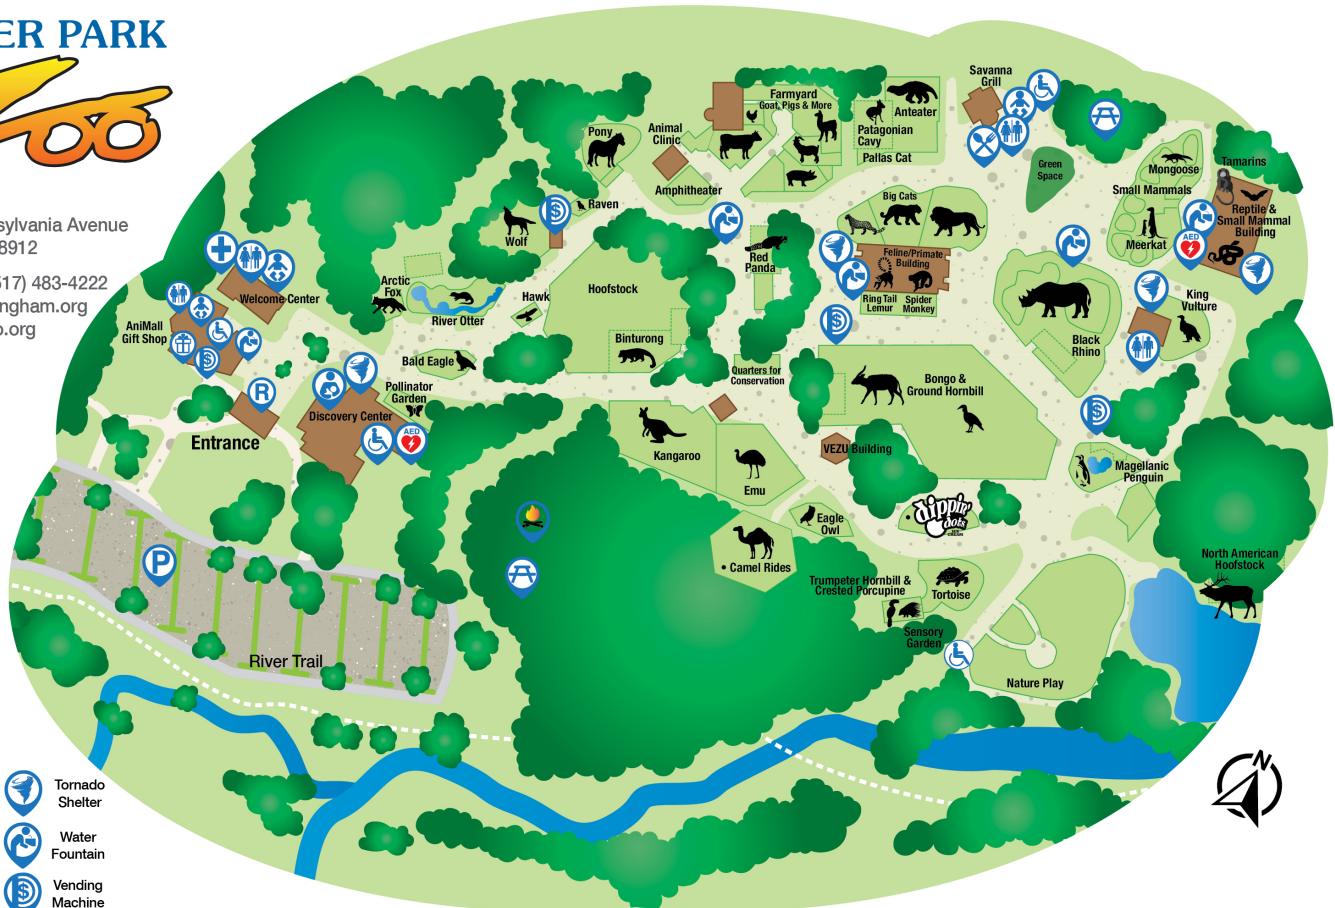 ER PARK
ZOO
sylvania Avenue
8912
517) 483-4222
ingham.org
o.org
Savanna
Grill
Farmyard
Goat, Pigs & More
Anteater
Patagonian
Cavy
Pallas Cat
Pony
Animal
Clinic
Amphitheater
Green
Space
Mongoose
Tamarins
Small Mammals
Meerkat
AED
Reptile &
Small Mammal
Building
Raven
Wolf
Big Cats
Feline/Primate
Building
Ring Tail
Lemur
Spider
Monkey
Red
Panda
Welcome Center
AniMall
Gift Shop
Arctic
Fox
River Otter
Hawk
Hoofstock
Binturong
Bald Eagle
Pollinator
Garden
Quarters for
Conservation
King
Vulture
Black
Rhino
Bongo &
Ground Hornbill
R
Entrance
Discovery Center
AED
Kangaroo
Emu
VEZU Building
Magellanic
Penguin
dippin'
dots
ICE
CREAM
Eagle
Owl
• Camel Rides
P
River Trail
Trumpeter Hornbill &
Crested Porcupine
Tortoise
North American
Hoofstock
Sensory
Garden
Nature Play
N
Tornado
Shelter
Water
Fountain
Vending
Machine